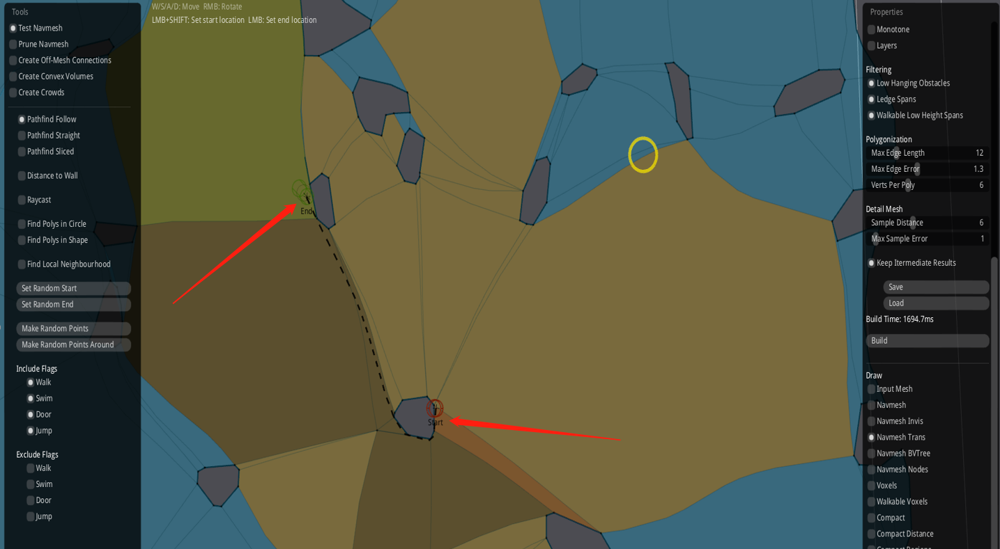 Tools
Test Navmesh
Prune Navmesh
Create Off-Mesh Connections
Create Convex Volumes
Create Crowds
Pathfind Follow
Pathfind Straight
Pathfind Sliced
Distance to Wall
Raycast
Find Polys in Circle
Find Polys in Shape
Find Local Neighbourhood
Set Random Start
Set Random End
Make Random Points
Make Random Points Around
Include Flags
Walk
Swim
Door
Jump
Exclude Flags
Walk
Swim
Door
Jump
W/S/A/D: Move RMB: Rotate
LMB+SHIFT: Set start location LMB: Set end location
End
Start
Properties
Monotone
Layers
Filtering
Low Hanging Obstacles
Ledge Spans
Walkable Low Height Spans
Polygonization
Max Edge Length 12
Max Edge Error 1.3
Verts Per Poly 6
Detail Mesh
Sample Distance 6
Max Sample Error 1
Keep Itermediate Results
Save
Load
Build Time: 1694.7ms
Build
Draw
Input Mesh
Navmesh
Navmesh Invis
Navmesh Trans
Navmesh BVTree
Navmesh Nodes
Voxels
Walkable Voxels
Compact
Compact Distance